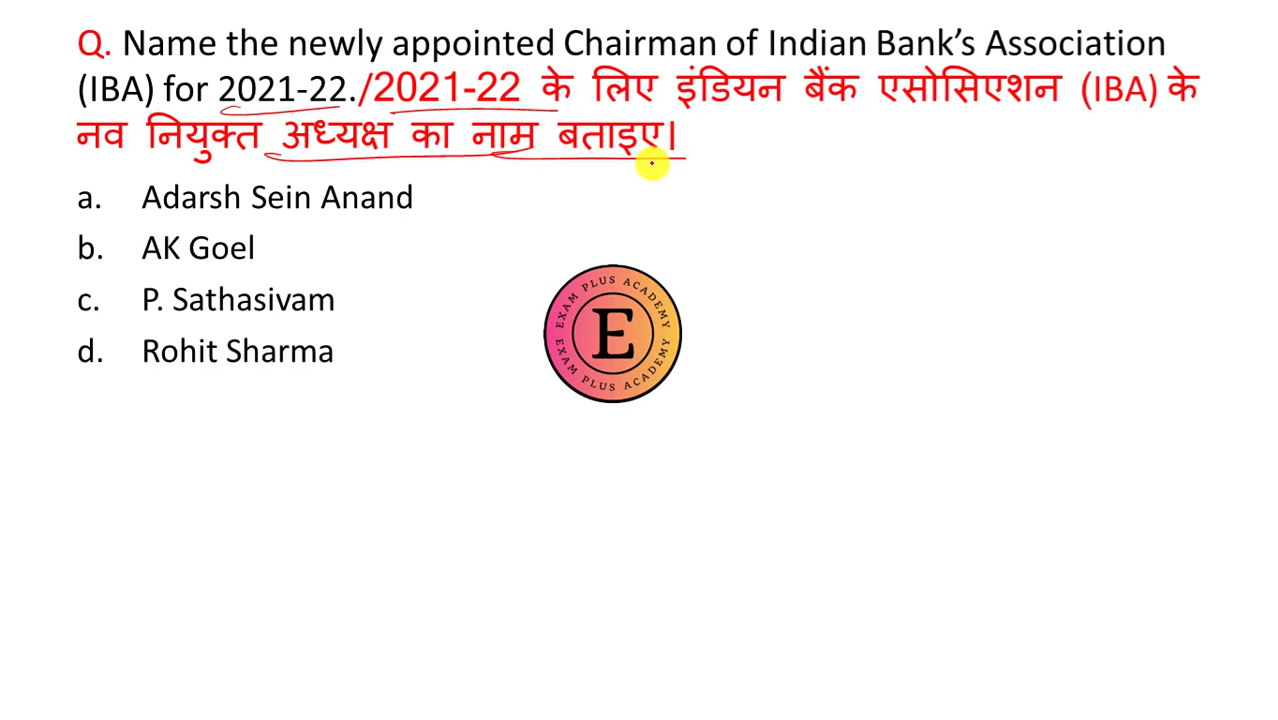 Q. Name the newly appointed Chairman of Indian Bank’s Association
(IBA) for 2021-22./2021-22 के लिए इंडियन बैंक एसोसिएशन (IBA) के
नव नियुक्त अध्यक्ष का नाम बताइए।
a. Adarsh Sein Anand
b. AK Goel
c. P. Sathasivam
d. Rohit Sharma
EXAM PLUS ACADEMY
E
EXAM PLUS ACADEMY